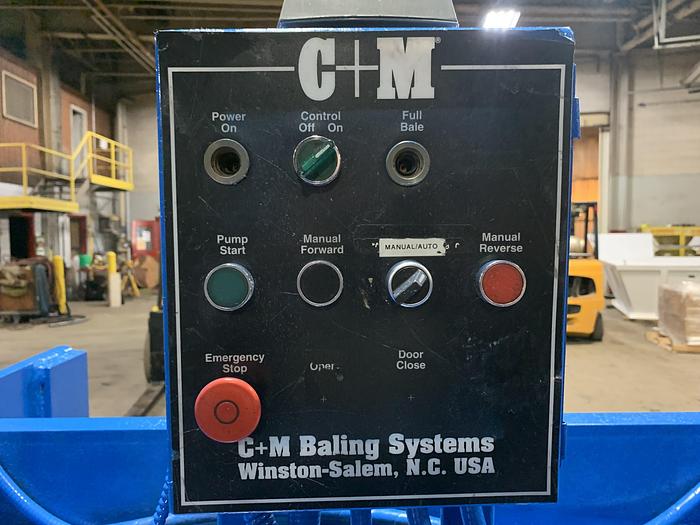 C+M
Power
On
Control
Off On
Full
Bale
Pump
Start
Manual
Forward
MANUAL/AUTO
Manual
Reverse
Emergency
Stop
Door
Close
C+M Baling Systems
Winston-Salem, N.C. USA